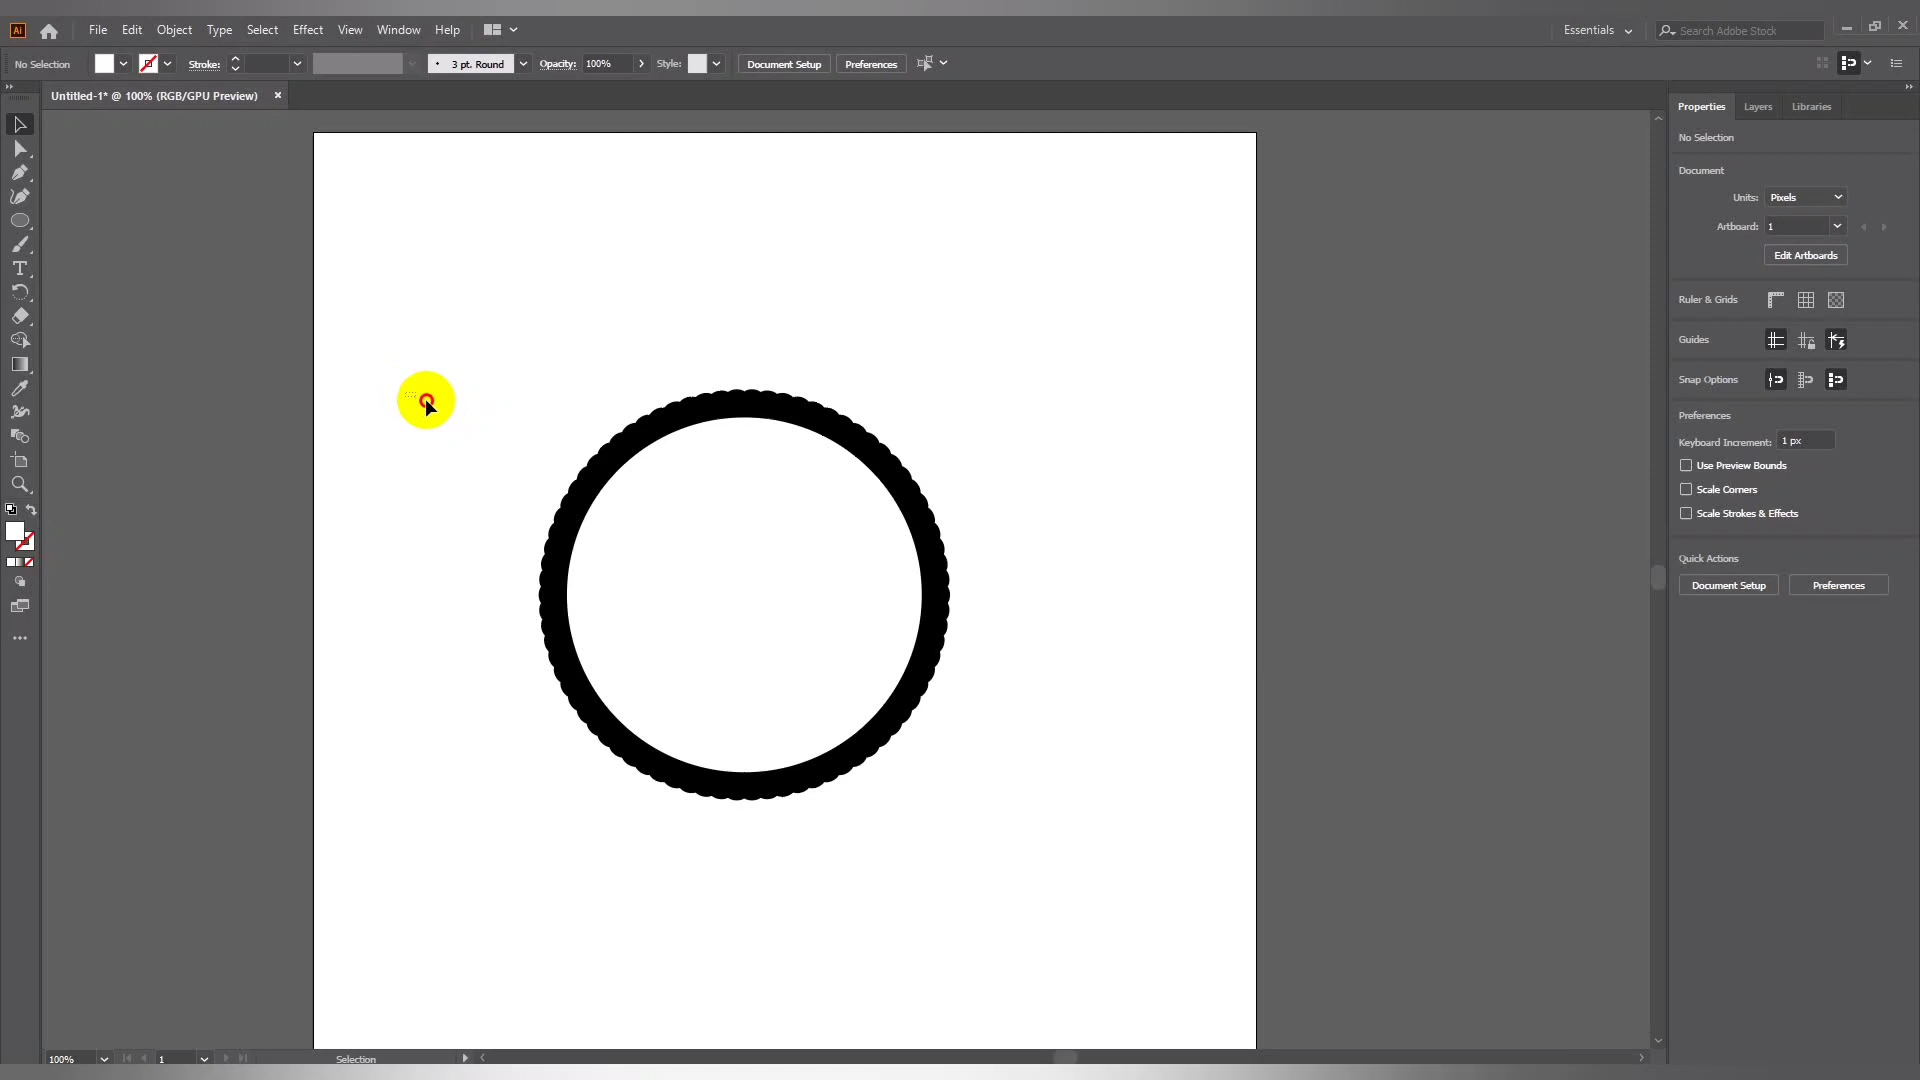 Ai File Edit Object Type Select Effect View Window Help Essentials Search Adobe Stock
No Selection Stroke: 3 pt. Round Opacity: 100% Style: Document Setup Preferences
Untitled-1* @ 100% (RGB/GPU Preview) ×
Properties Layers Libraries
No Selection
Document
Units: Pixels
Artboard: 1
Edit Artboards
Ruler & Grids
Guides
Snap Options
Preferences
Keyboard Increment: 1 px
Use Preview Bounds
Scale Corners
Scale Strokes & Effects
Quick Actions
Document Setup Preferences
100% 1 Selection